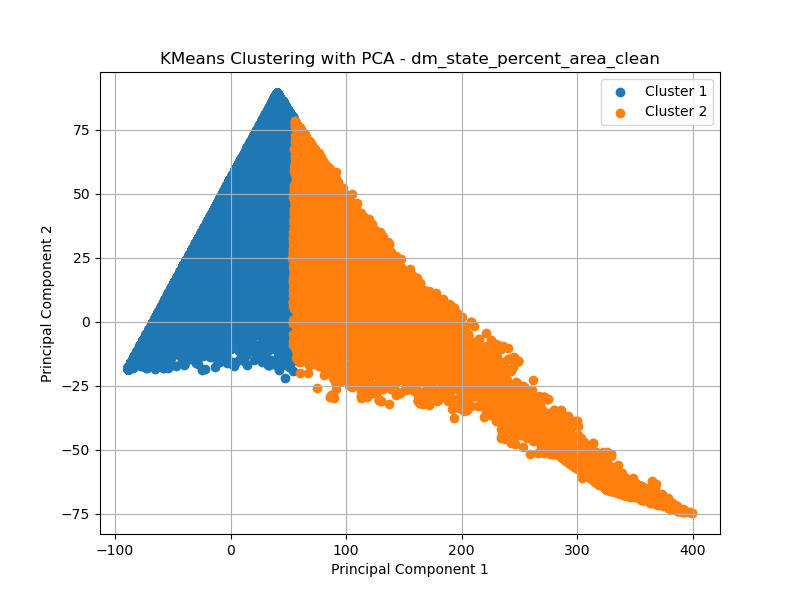 KMeans Clustering with PCA - dm_state_percent_area_clean
Cluster 1
Cluster 2
Principal Component 2
75
50
25
0
−25
−50
−75
−100
0
100
200
300
400
Principal Component 1